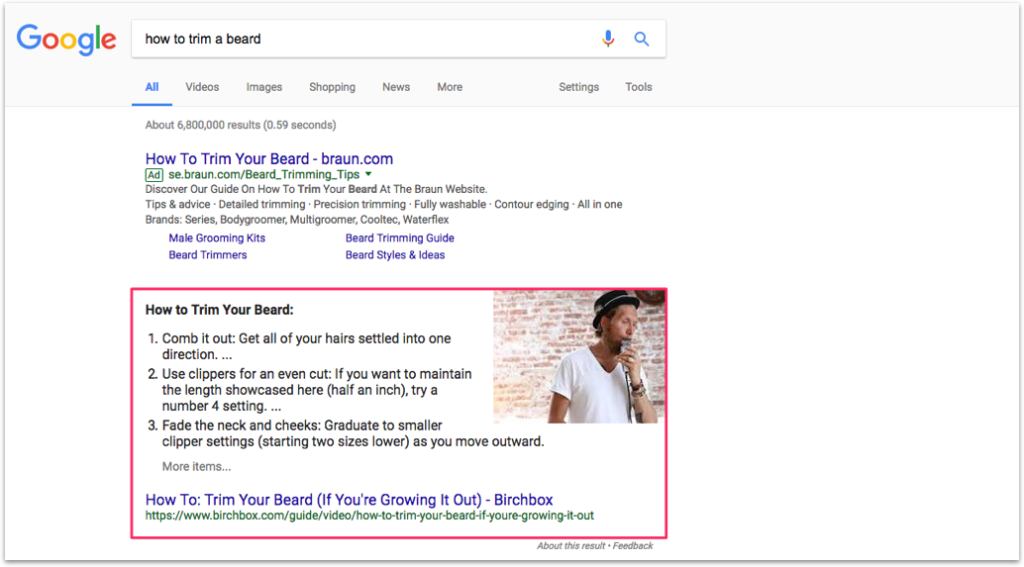 Google
how to trim a beard
All Videos Images Shopping News More Settings Tools
About 6,800,000 results (0.59 seconds)
How To Trim Your Beard - braun.com
Ad se.braun.com/Beard_Trimming_Tips
Discover Our Guide On How To Trim Your Beard At The Braun Website.
Tips & advice · Detailed trimming · Precision trimming · Fully washable · Contour edging · All in one
Brands: Series, Bodygroomer, Multigroomer, Cooltec, Waterflex
Male Grooming Kits Beard Trimming Guide
Beard Trimmers Beard Styles & Ideas
How to Trim Your Beard:
1. Comb it out: Get all of your hairs settled into one
direction. ...
2. Use clippers for an even cut: If you want to maintain
the length showcased here (half an inch), try a
number 4 setting. ...
3. Fade the neck and cheeks: Graduate to smaller
clipper settings (starting two sizes lower) as you move outward.
More items...
How To: Trim Your Beard (If You're Growing It Out) - Birchbox
https://www.birchbox.com/guide/video/how-to-trim-your-beard-if-youre-growing-it-out
About this result • Feedback